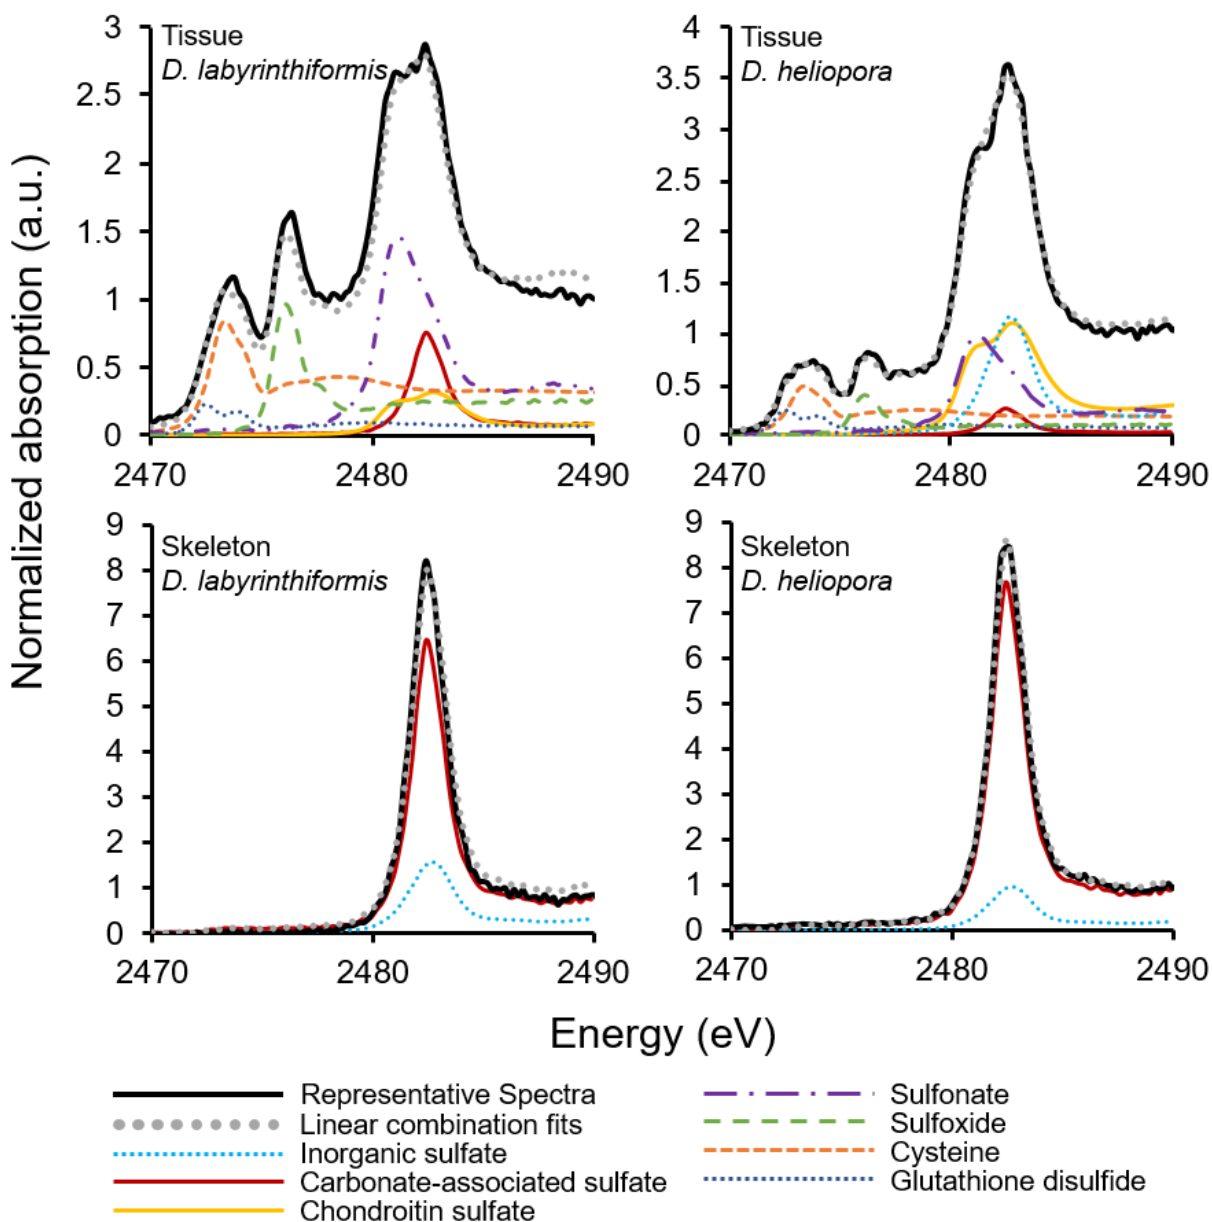 Normalized absorption (a.u.)
Tissue
D. labyrinthiformis
3
2.5
2
1.5
1
0.5
0
2470
2480
2490
Tissue
D. heliopora
4
3.5
3
2.5
2
1.5
1
0.5
0
2470
2480
2490
Skeleton
D. labyrinthiformis
9
8
7
6
5
4
3
2
1
0
2470
2480
2490
Skeleton
D. heliopora
9
8
7
6
5
4
3
2
1
0
2470
2480
2490
Energy (eV)
Representative Spectra
Linear combination fits
Inorganic sulfate
Carbonate-associated sulfate
Chondroitin sulfate
Sulfonate
Sulfoxide
Cysteine
Glutathione disulfide